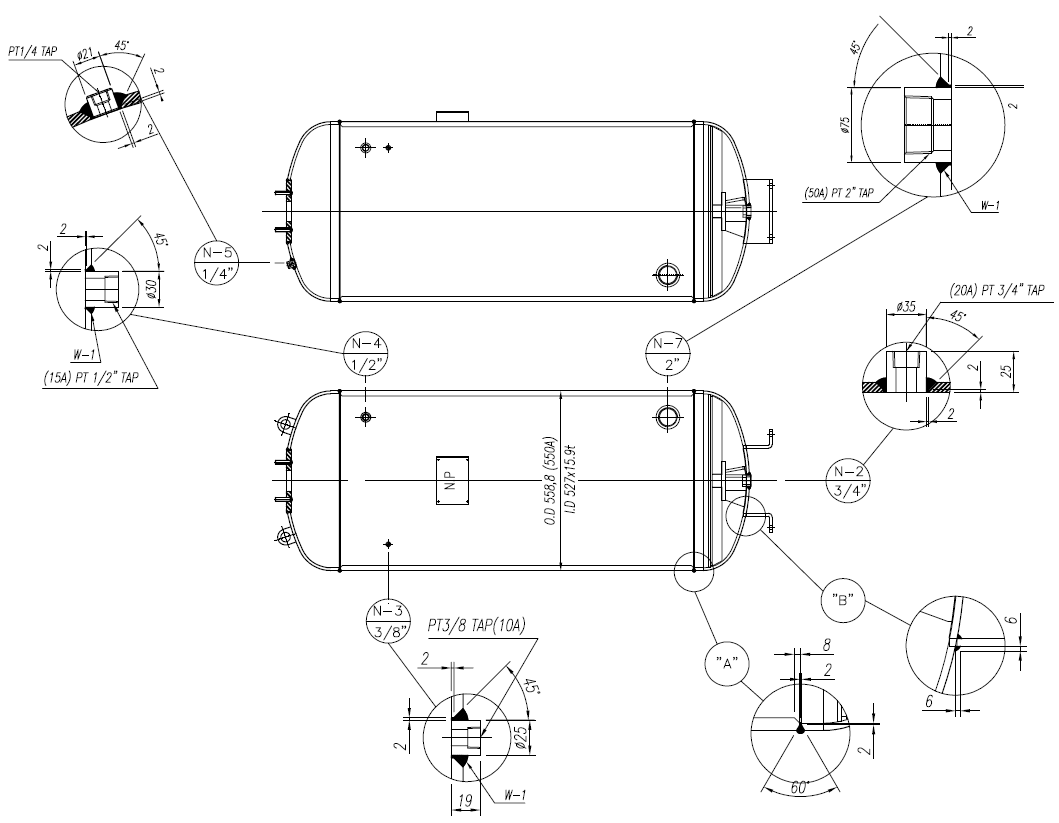 PT1/4 TAP
ø21
45°
2
2
N-5
1/4"
2
2
45°
ø30
W-1
(15A) PT 1/2" TAP
N-4
1/2"
N-7
2"
45°
2
2
ø75
(50A) PT 2" TAP
W-1
(20A) PT 3/4" TAP
ø35
45°
2
25
2
N-2
3/4"
NP
O.D 558,8 (550A)
I.D 527x15.9t
N-3
3/8"
PT3/8 TAP(10A)
2
45°
2
ø25
19
W-1
"A"
8
2
2
60°
"B"
6
6